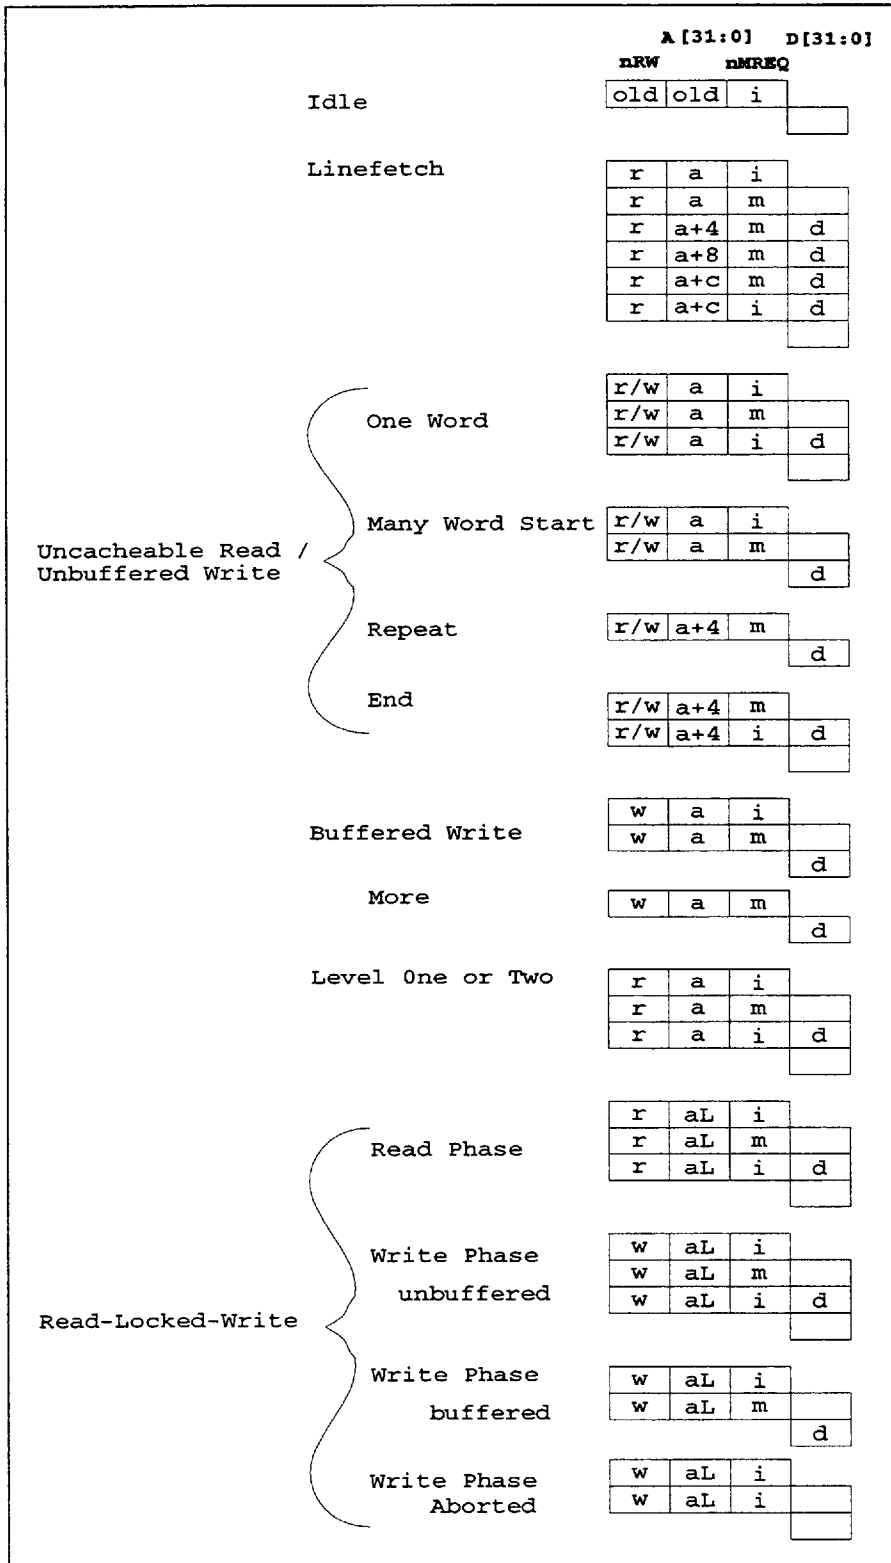 A[31:0] D[31:0]
nRW nMREQ
Idle old old i
Linefetch r a i
r a m
r a+4 m d
r a+8 m d
r a+c m d
r a+c i d
r/w a i
One Word r/w a m
r/w a i d
Many Word Start r/w a i
Uncacheable Read / r/w a m
Unbuffered Write d
Repeat r/w a+4 m
d
End r/w a+4 m
r/w a+4 i d
w a i
Buffered Write w a m
d
More w a m
d
Level One or Two r a i
r a m
r a i d
r aL i
Read Phase r aL m
r aL i d
Write Phase w aL i
w aL m
unbuffered w aL i d
Read-Locked-Write
Write Phase w aL i
buffered w aL m
d
Write Phase w aL i
Aborted w aL i